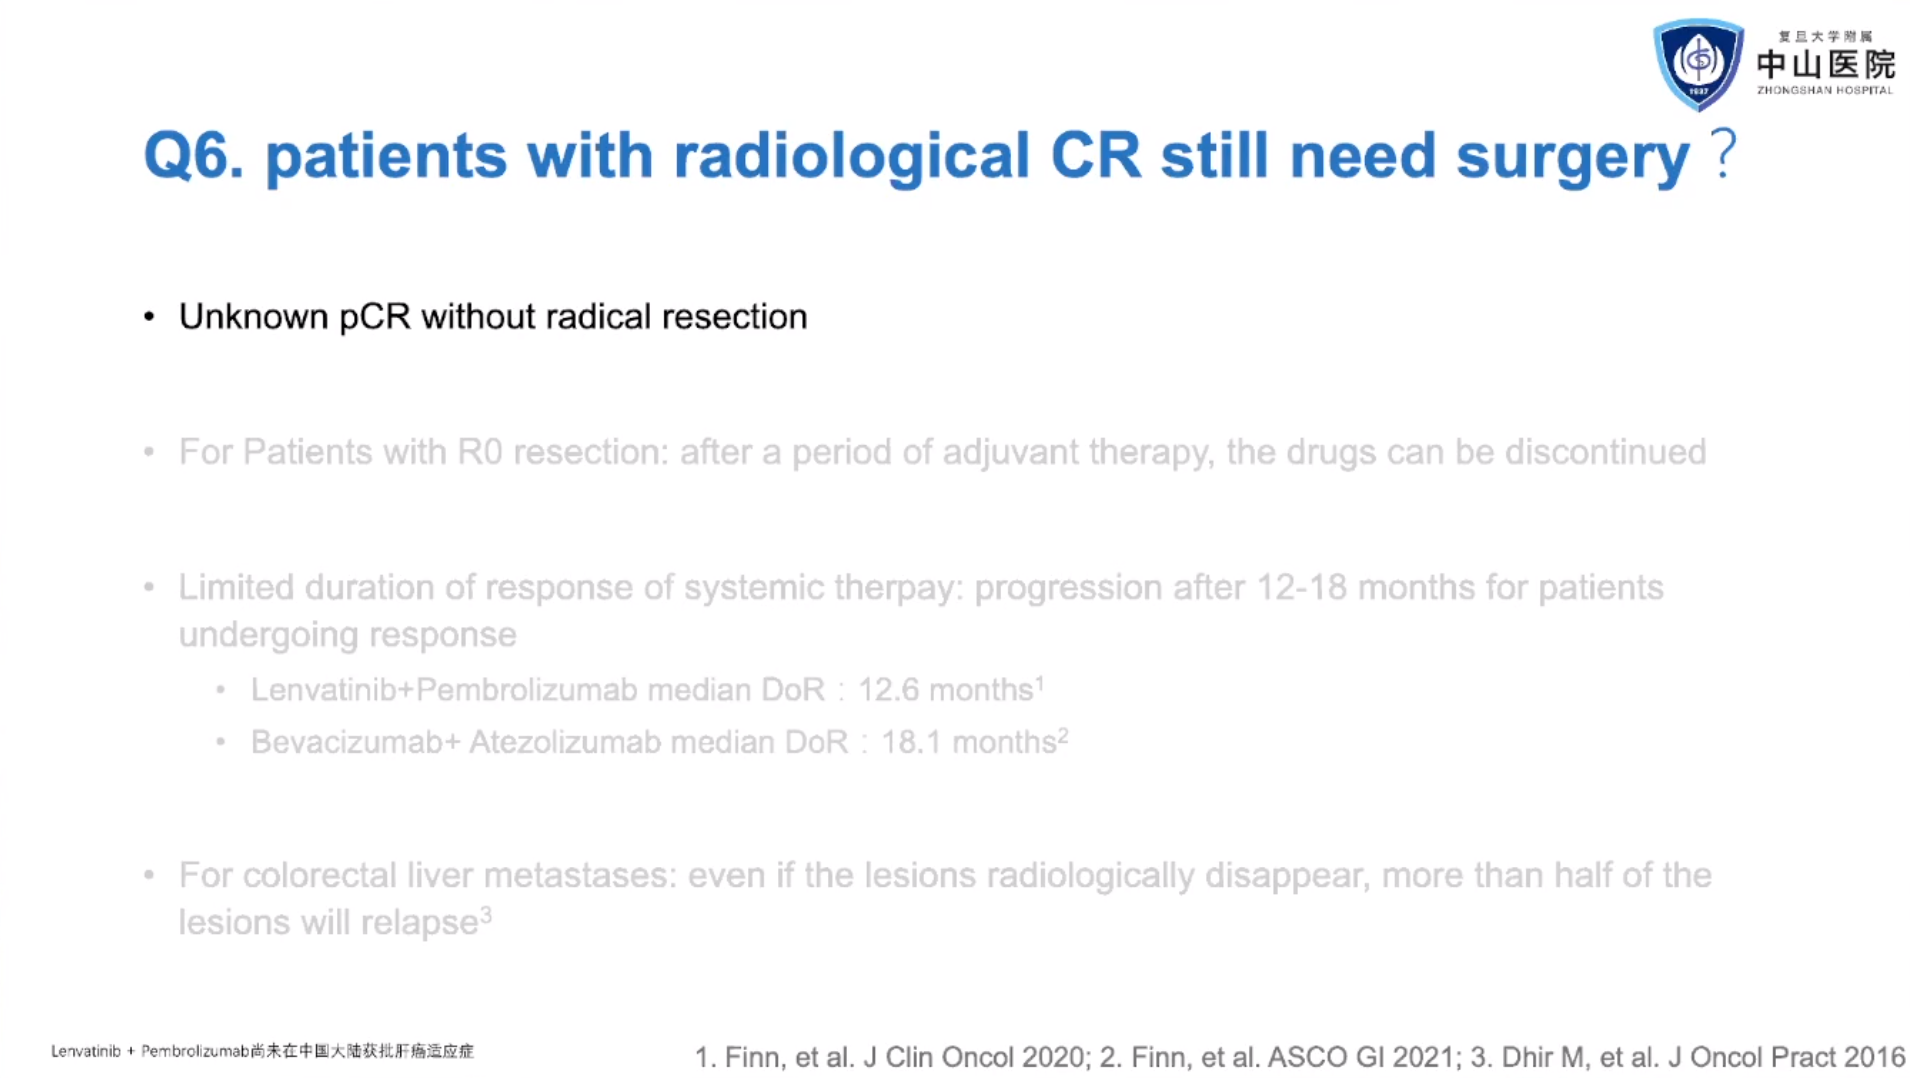 复旦大学附属
中山医院
ZHONGSHAN HOSPITAL
1937
Q6. patients with radiological CR still need surgery？
• Unknown pCR without radical resection
• For Patients with R0 resection: after a period of adjuvant therapy, the drugs can be discontinued
• Limited duration of response of systemic therpay: progression after 12-18 months for patients
undergoing response
• Lenvatinib+Pembrolizumab median DoR：12.6 months¹
• Bevacizumab+ Atezolizumab median DoR：18.1 months²
• For colorectal liver metastases: even if the lesions radiologically disappear, more than half of the
lesions will relapse³
Lenvatinib + Pembrolizumab尚未在中国大陆获批肝癌适应症
1. Finn, et al. J Clin Oncol 2020; 2. Finn, et al. ASCO GI 2021; 3. Dhir M, et al. J Oncol Pract 2016